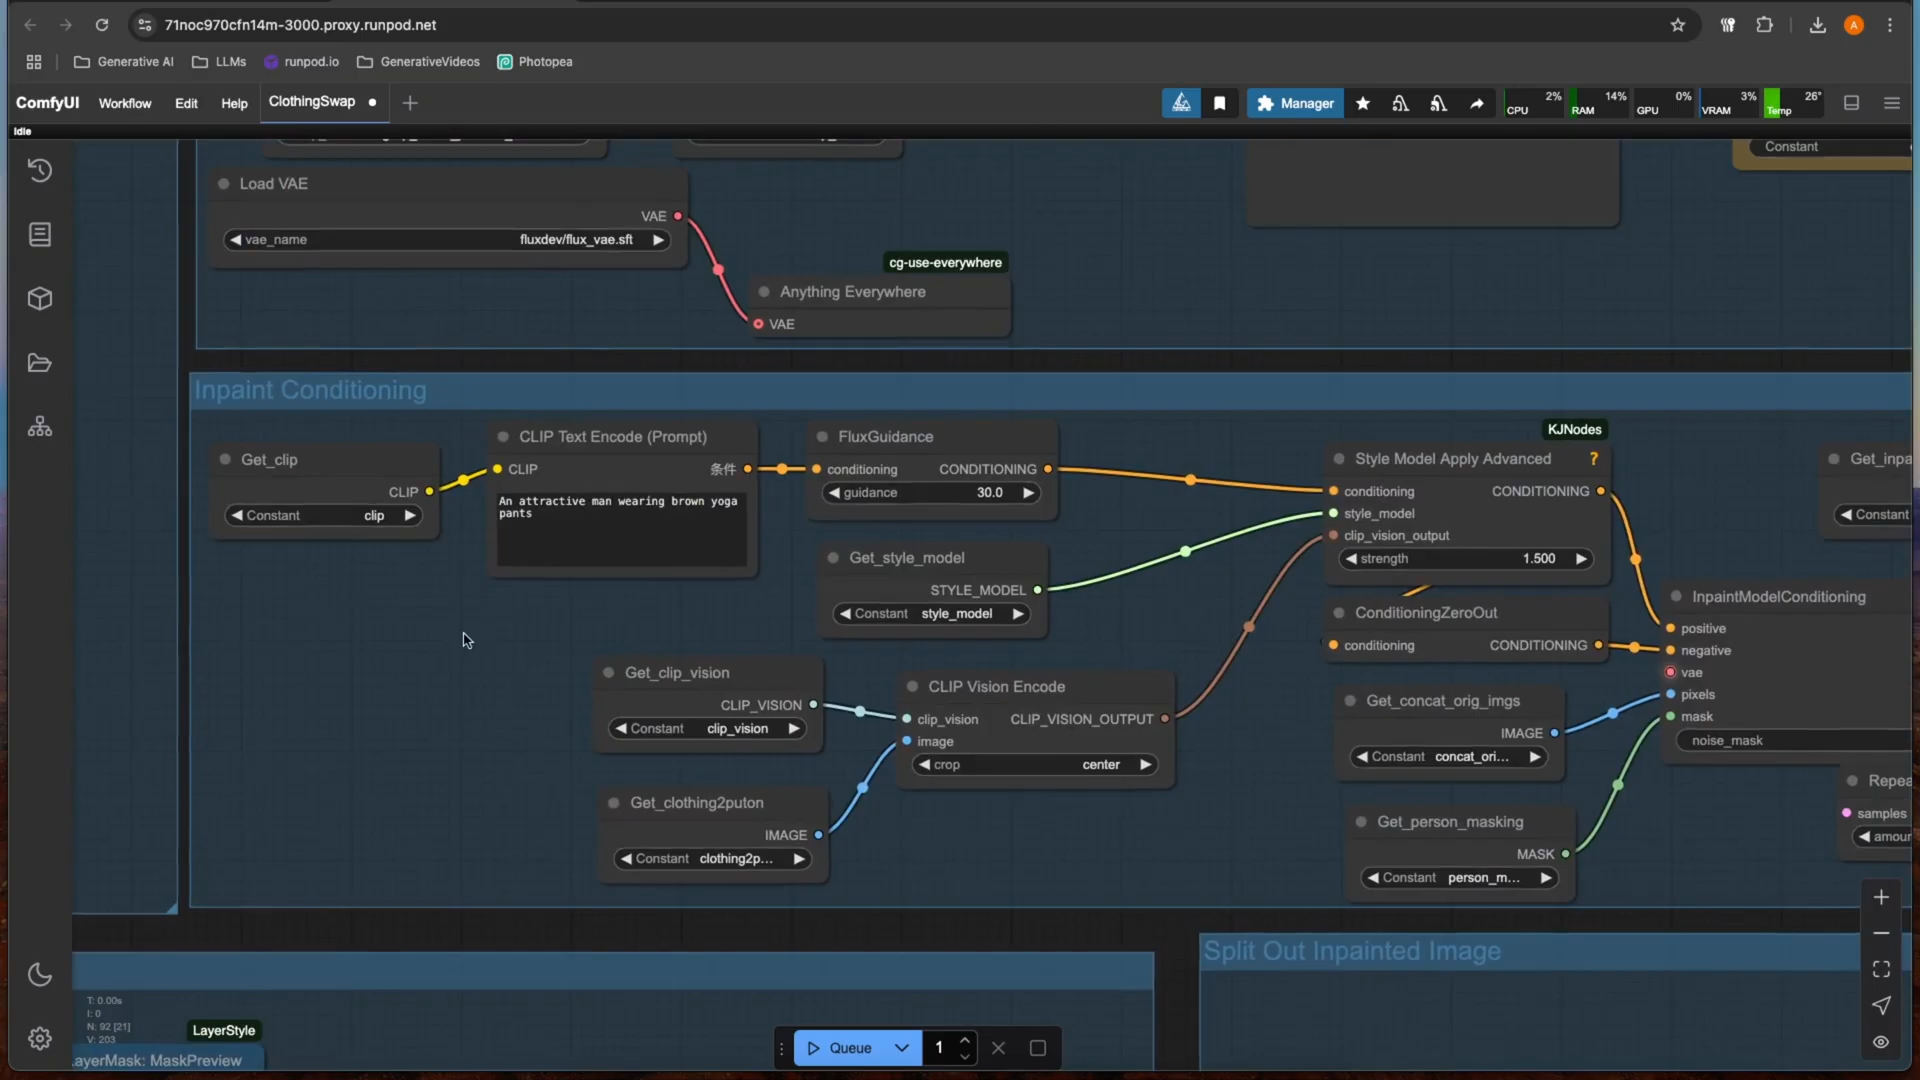 71noc970cfn14m-3000.proxy.runpod.net
A
Generative AI
LLMs
runpod.io
GenerativeVideos
Photopea
ComfyUI
Workflow
Edit
Help
ClothingSwap
Manager
CPU 2%
RAM 14%
GPU 0%
VRAM 3%
Temp 26°
Idle
Constant
Load VAE
VAE
vae_name fluxdev/flux_vae.sft
cg-use-everywhere
Anything Everywhere
VAE
Inpaint Conditioning
Get_clip
CLIP
Constant clip
CLIP Text Encode (Prompt)
CLIP 条件
An attractive man wearing brown yoga
pants
FluxGuidance
conditioning CONDITIONING
guidance 30.0
Get_style_model
STYLE_MODEL
Constant style_model
KJNodes
Style Model Apply Advanced ?
conditioning CONDITIONING
style_model
clip_vision_output
strength 1.500
Get_inpa
Constant
ConditioningZeroOut
conditioning CONDITIONING
InpaintModelConditioning
positive
negative
vae
pixels
mask
noise_mask
Get_clip_vision
CLIP_VISION
Constant clip_vision
CLIP Vision Encode
clip_vision CLIP_VISION_OUTPUT
image
crop center
Get_clothing2puton
IMAGE
Constant clothing2p...
Get_concat_orig_imgs
IMAGE
Constant concat_ori...
Get_person_masking
MASK
Constant person_m...
Repea
samples
amour
Split Out Inpainted Image
T: 0.00s
I: 0
N: 92 [21]
V: 203
LayerStyle
ayerMask: MaskPreview
Queue
1